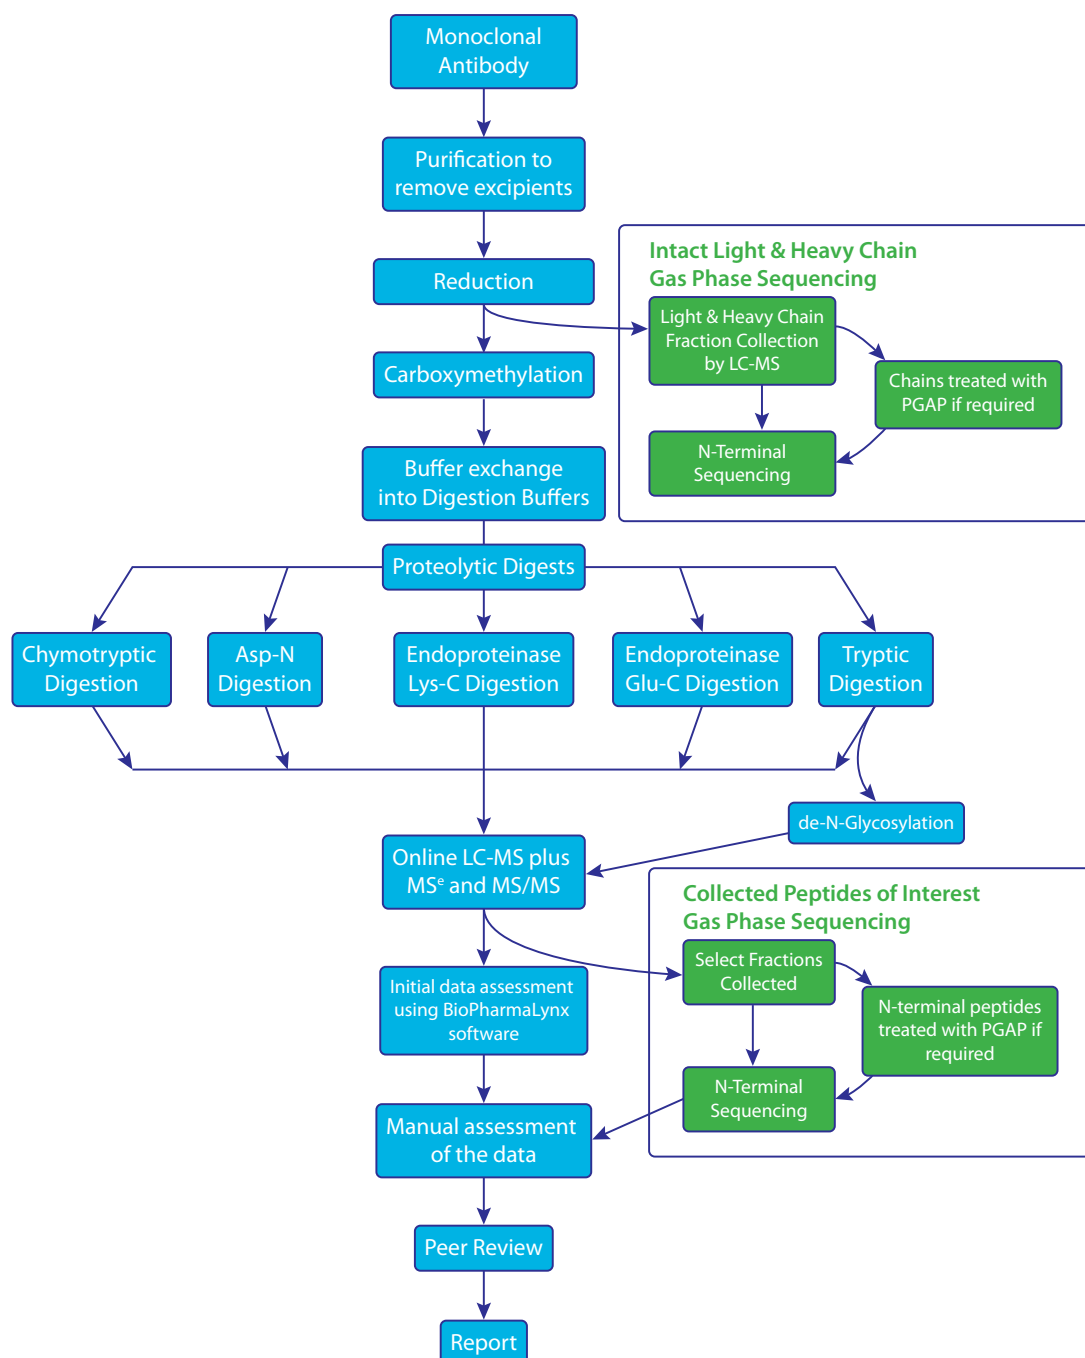 Monoclonal
Antibody
Purification to
remove excipients
Reduction
Intact Light & Heavy Chain
Gas Phase Sequencing
Light & Heavy Chain
Fraction Collection
by LC-MS
Chains treated with
PGAP if required
N-Terminal
Sequencing
Carboxymethylation
Buffer exchange
into Digestion Buffers
Proteolytic Digests
Chymotryptic
Digestion
Asp-N
Digestion
Endoproteinase
Lys-C Digestion
Endoproteinase
Glu-C Digestion
Tryptic
Digestion
de-N-Glycosylation
Online LC-MS plus
MSᵉ and MS/MS
Collected Peptides of Interest
Gas Phase Sequencing
Select Fractions
Collected
N-terminal peptides
treated with PGAP if
required
N-Terminal
Sequencing
Initial data assessment
using BioPharmaLynx
software
Manual assessment
of the data
Peer Review
Report